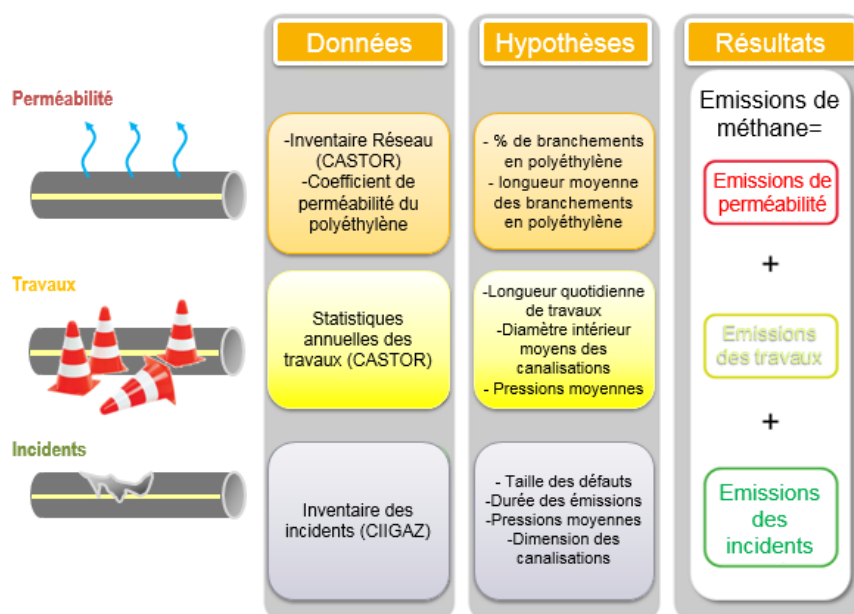 Données
Hypothèses
Résultats
Perméabilité
-Inventaire Réseau
(CASTOR)
-Coefficient de
perméabilité du
polyéthylène
- % de branchements
en polyéthylène
- longueur moyenne
des branchements
en polyéthylène
Emissions de
méthane=
Emissions de
perméabilité
+
Travaux
Statistiques
annuelles des
travaux (CASTOR)
-Longueur quotidienne
de travaux
-Diamètre intérieur
moyens des
canalisations
- Pressions moyennes
Emissions
des travaux
+
Incidents
Inventaire des
incidents (CIIGAZ)
- Taille des défauts
-Durée des émissions
-Pressions moyennes
- Dimension des
canalisations
Emissions
des
incidents